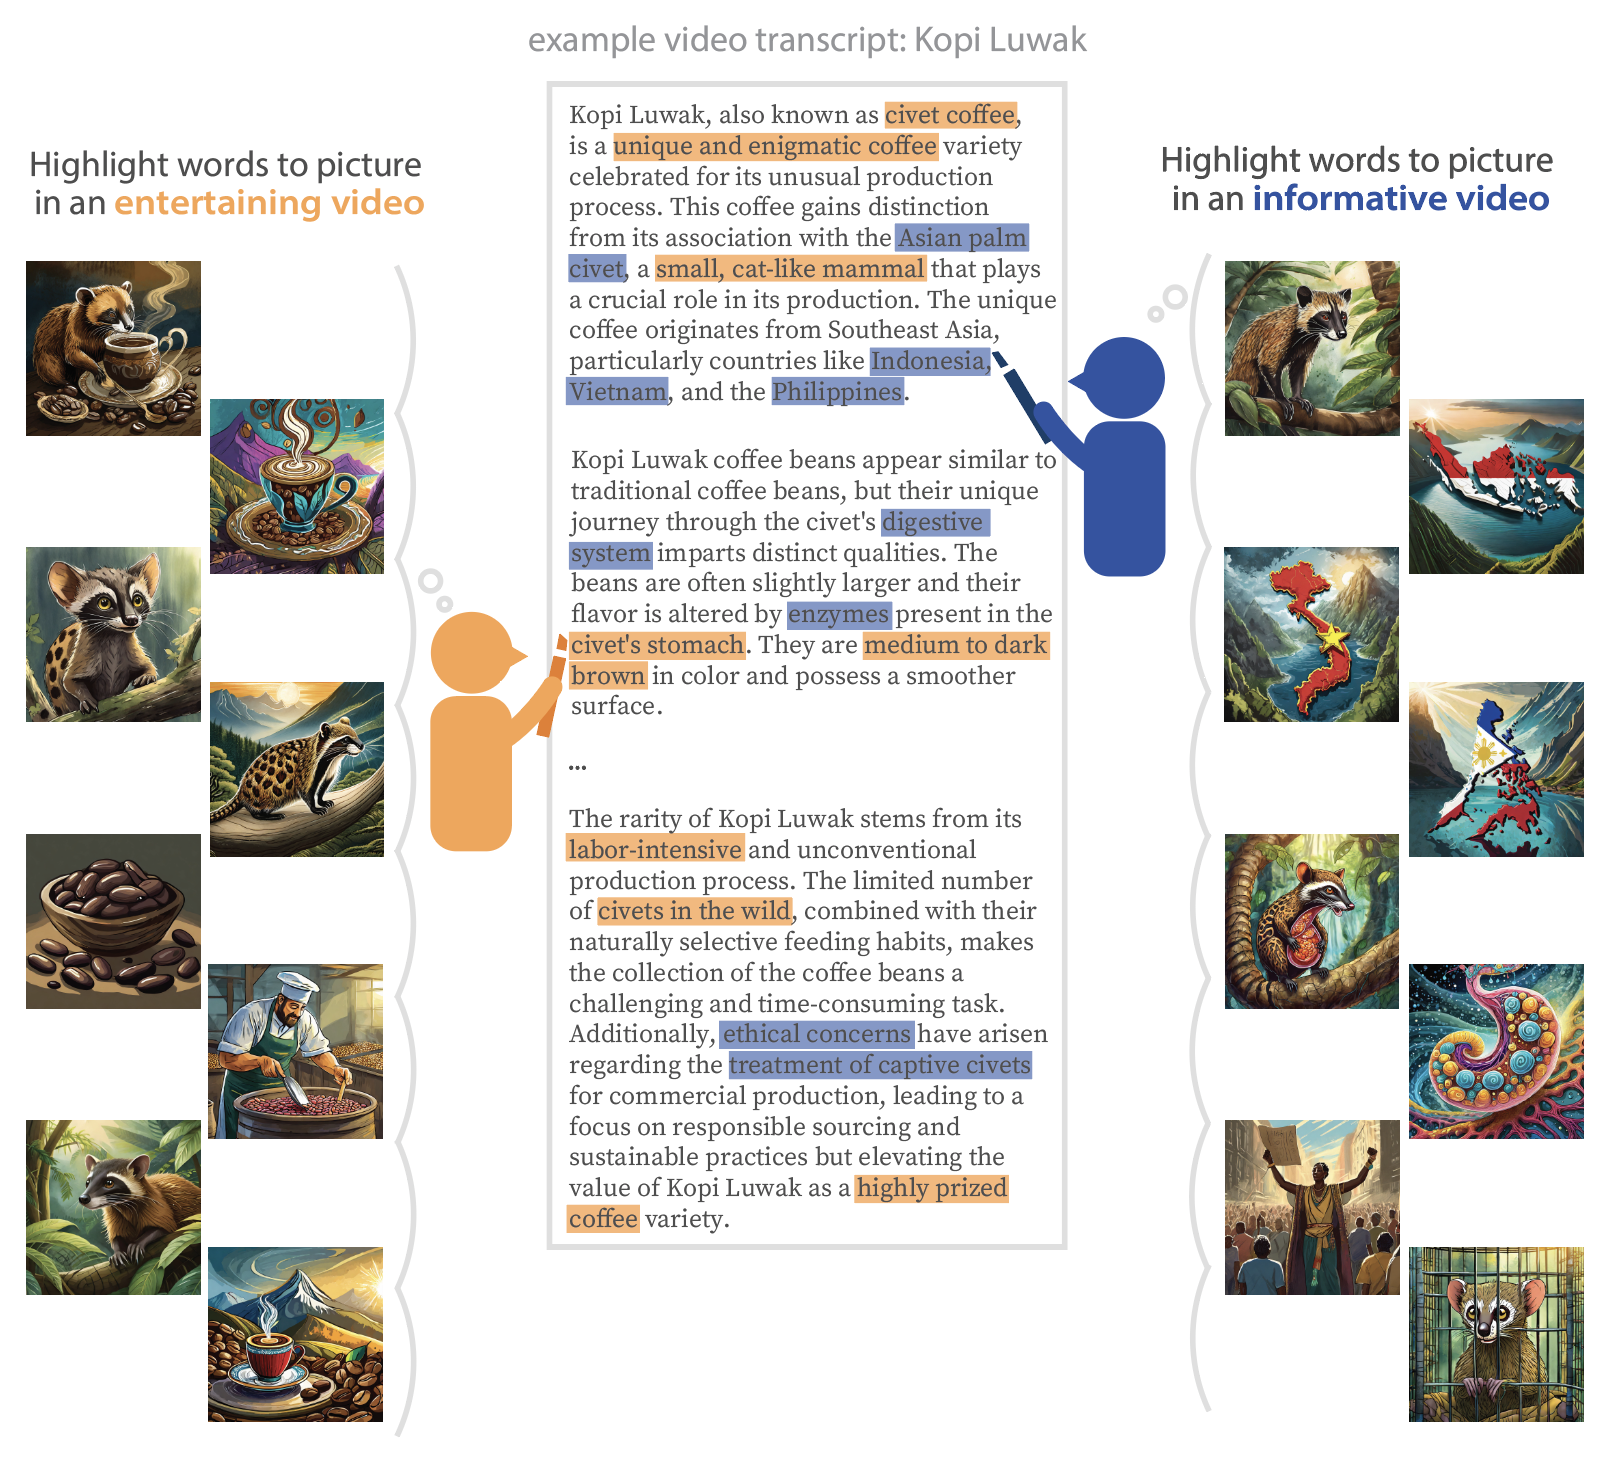 example video transcript: Kopi Luwak
Highlight words to picture
in an entertaining video
Kopi Luwak, also known as civet coffee,
is a unique and enigmatic coffee variety
celebrated for its unusual production
process. This coffee gains distinction
from its association with the Asian palm
civet, a small, cat-like mammal that plays
a crucial role in its production. The unique
coffee originates from Southeast Asia,
particularly countries like Indonesia,
Vietnam, and the Philippines.
Kopi Luwak coffee beans appear similar to
traditional coffee beans, but their unique
journey through the civet's digestive
system imparts distinct qualities. The
beans are often slightly larger and their
flavor is altered by enzymes present in the
civet's stomach. They are medium to dark
brown in color and possess a smoother
surface.
...
The rarity of Kopi Luwak stems from its
labor-intensive and unconventional
production process. The limited number
of civets in the wild, combined with their
naturally selective feeding habits, makes
the collection of the coffee beans a
challenging and time-consuming task.
Additionally, ethical concerns have arisen
regarding the treatment of captive civets
for commercial production, leading to a
focus on responsible sourcing and
sustainable practices but elevating the
value of Kopi Luwak as a highly prized
coffee variety.
Highlight words to picture
in an informative video